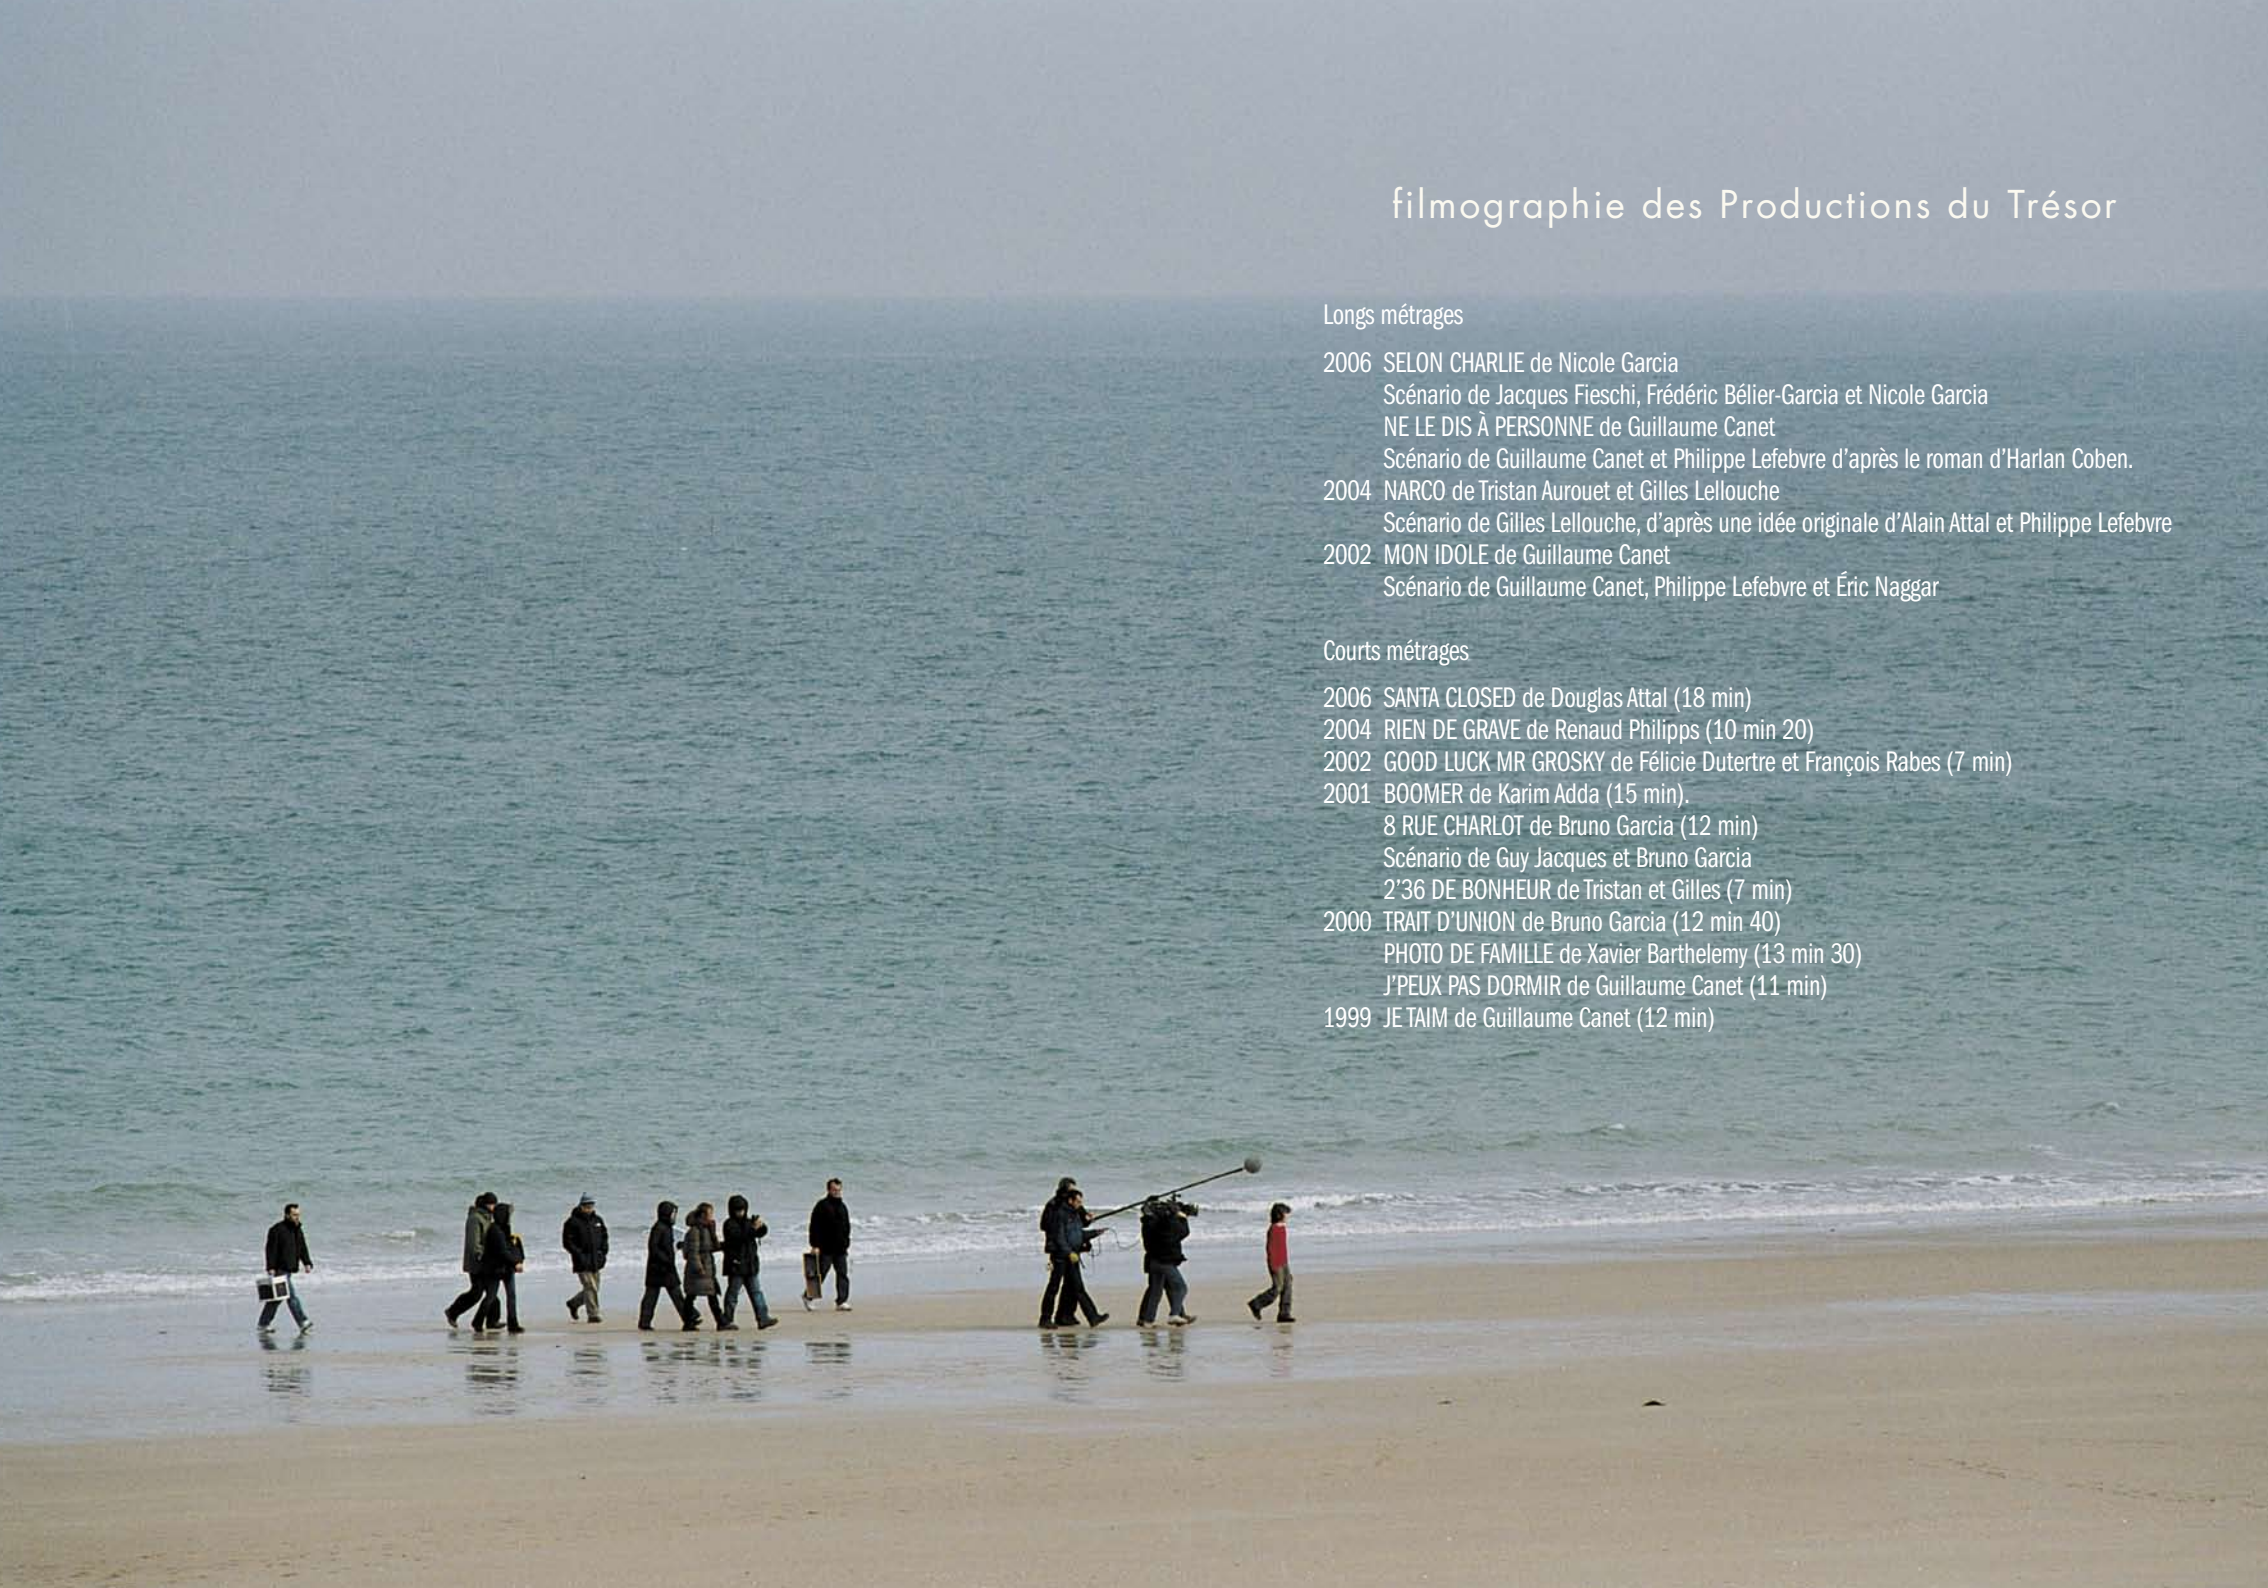 filmographie des Productions du Trésor
Longs métrages
2006 SELON CHARLIE de Nicole Garcia
Scénario de Jacques Fieschi, Frédéric Bélier-Garcia et Nicole Garcia
NE LE DIS À PERSONNE de Guillaume Canet
Scénario de Guillaume Canet et Philippe Lefebvre d’après le roman d’Harlan Coben.
2004 NARCO de Tristan Aurouet et Gilles Lellouche
Scénario de Gilles Lellouche, d’après une idée originale d’Alain Attal et Philippe Lefebvre
2002 MON IDOLE de Guillaume Canet
Scénario de Guillaume Canet, Philippe Lefebvre et Éric Naggar
Courts métrages
2006 SANTA CLOSED de Douglas Attal (18 min)
2004 RIEN DE GRAVE de Renaud Philipps (10 min 20)
2002 GOOD LUCK MR GROSKY de Félicie Dutertre et François Rabes (7 min)
2001 BOOMER de Karim Adda (15 min).
8 RUE CHARLOT de Bruno Garcia (12 min)
Scénario de Guy Jacques et Bruno Garcia
2’36 DE BONHEUR de Tristan et Gilles (7 min)
2000 TRAIT D’UNION de Bruno Garcia (12 min 40)
PHOTO DE FAMILLE de Xavier Barthelemy (13 min 30)
J’PEUX PAS DORMIR de Guillaume Canet (11 min)
1999 JE TAIM de Guillaume Canet (12 min)